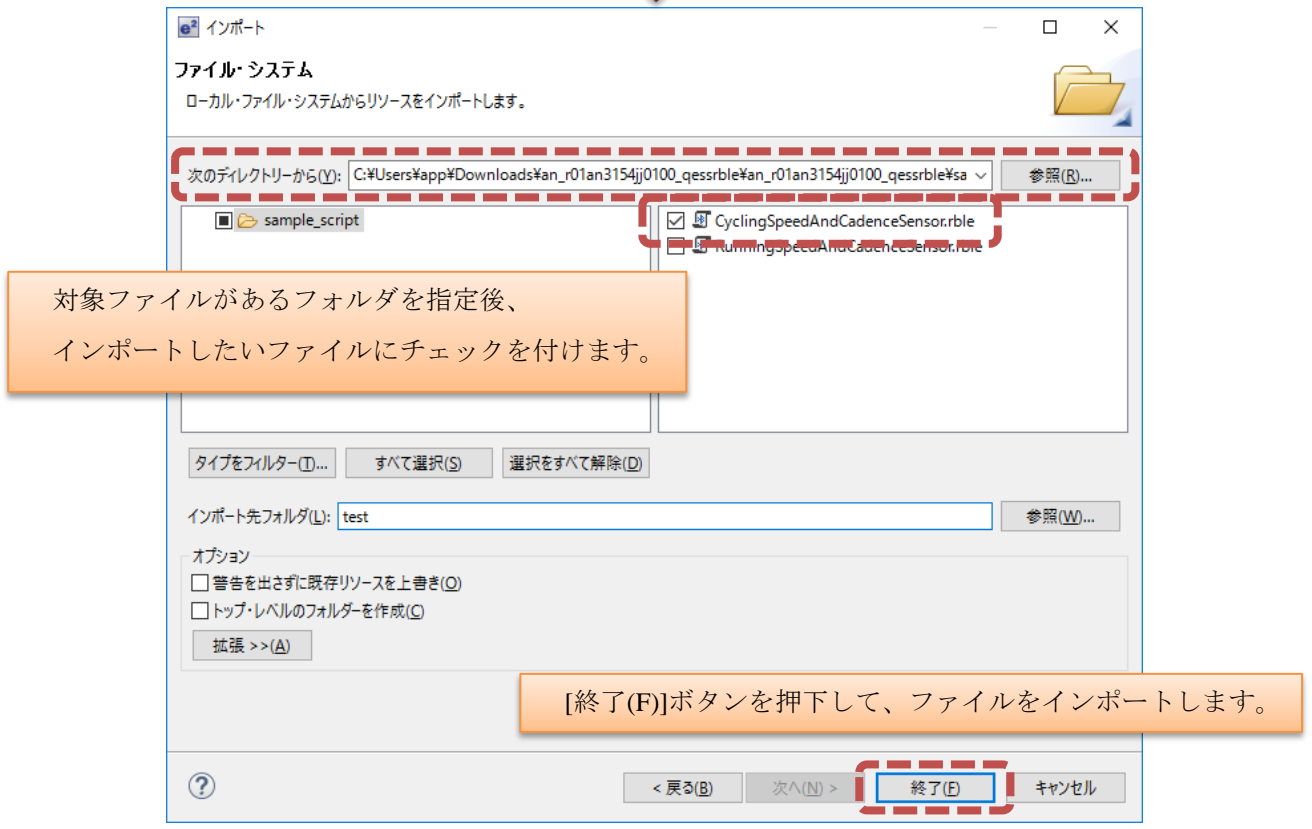 e² インポート
ファイル・システム
ローカル・ファイル・システムからリソースをインポートします。
次のディレクトリーから(Y): C:¥Users¥app¥Downloads¥an_r01an3154jj0100_qessrble¥an_r01an3154jj0100_qessrble¥sa 参照(R)...
sample_script
CyclingSpeedAndCadenceSensor.rble
RunningSpeedAndCadenceSensor.rble
対象ファイルがあるフォルダを指定後、
インポートしたいファイルにチェックを付けます。
タイプをフィルター(T)... すべて選択(S) 選択をすべて解除(D)
インポート先フォルダ(L): test 参照(W)...
オプション
警告を出さずに既存リソースを上書き(O)
トップ・レベルのフォルダーを作成(C)
拡張 >>(A)
[終了(F)]ボタンを押下して、ファイルをインポートします。
? < 戻る(B) 次へ(N) > 終了(F) キャンセル